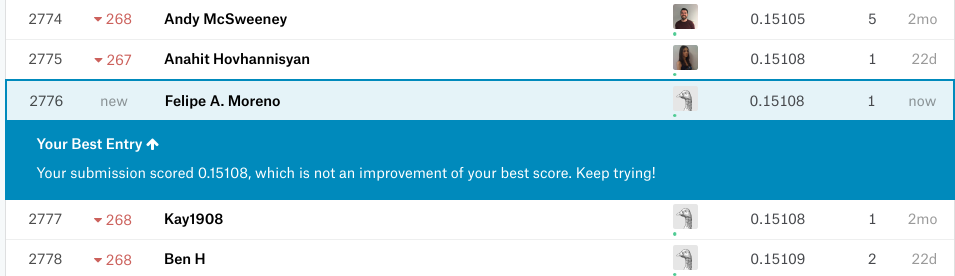 2774 268 Andy McSweeney 0.15105 5 2mo
2775 267 Anahit Hovhannisyan 0.15108 1 22d
2776 new Felipe A. Moreno 0.15108 1 now
Your Best Entry
Your submission scored 0.15108, which is not an improvement of your best score. Keep trying!
2777 268 Kay1908 0.15108 1 2mo
2778 268 Ben H 0.15109 2 22d